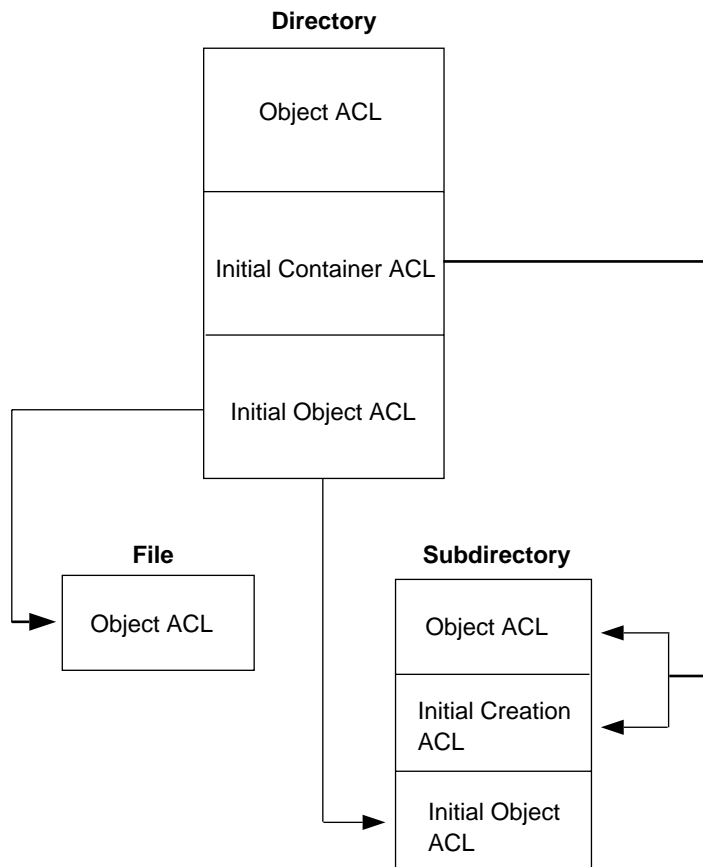 Directory
Object ACL
Initial Container ACL
Initial Object ACL
File
Object ACL
Subdirectory
Object ACL
Initial Creation
ACL
Initial Object
ACL